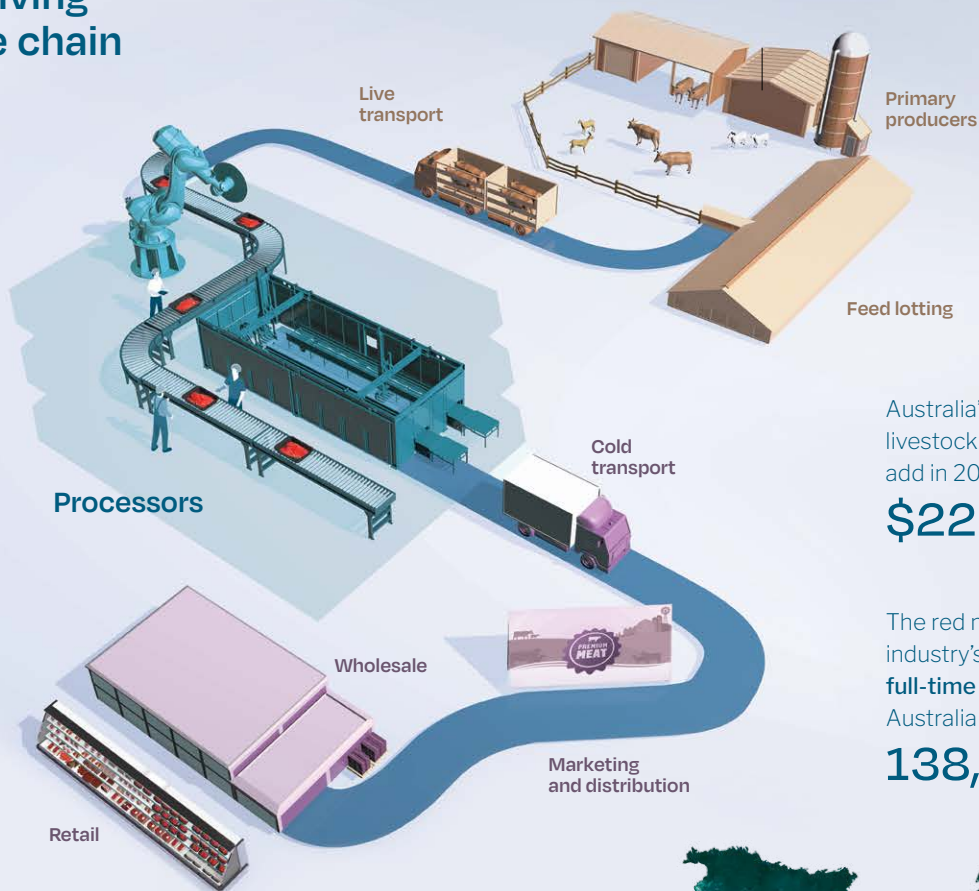 e chain
Live
transport
Primary
producers
Feed lotting
Processors
Cold
transport
Australia'
livestock
add in 20
$22
PREMIUM
MEAT
Wholesale
The red m
industry's
full-time
Australia
138,
Marketing
and distribution
Retail